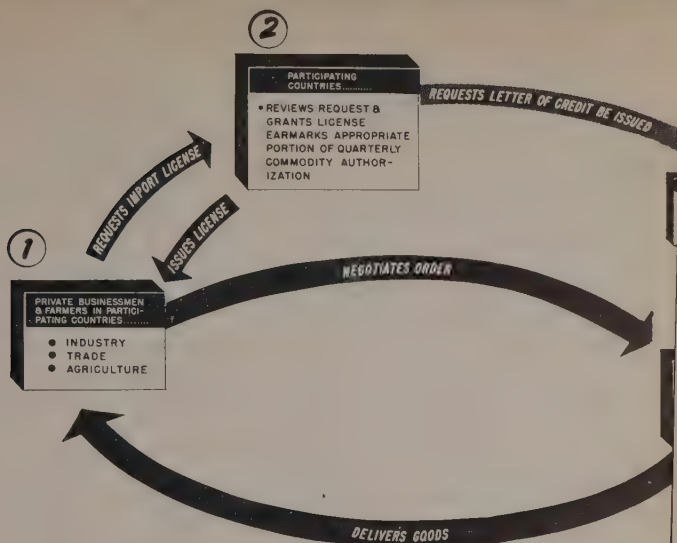 2
PARTICIPATING
COUNTRIES..........
• REVIEWS REQUEST &
GRANTS LICENSE
EARMARKS APPROPRIATE
PORTION OF QUARTERLY
COMMODITY AUTHOR-
IZATION
REQUESTS LETTER OF CREDIT BE ISSUED
REQUESTS IMPORT LICENSE
ISSUES LICENSE
1
PRIVATE BUSINESSMEN
& FARMERS IN PARTICI-
PATING COUNTRIES.........
• INDUSTRY
• TRADE
• AGRICULTURE
NEGOTIATES ORDER
DELIVERS GOODS